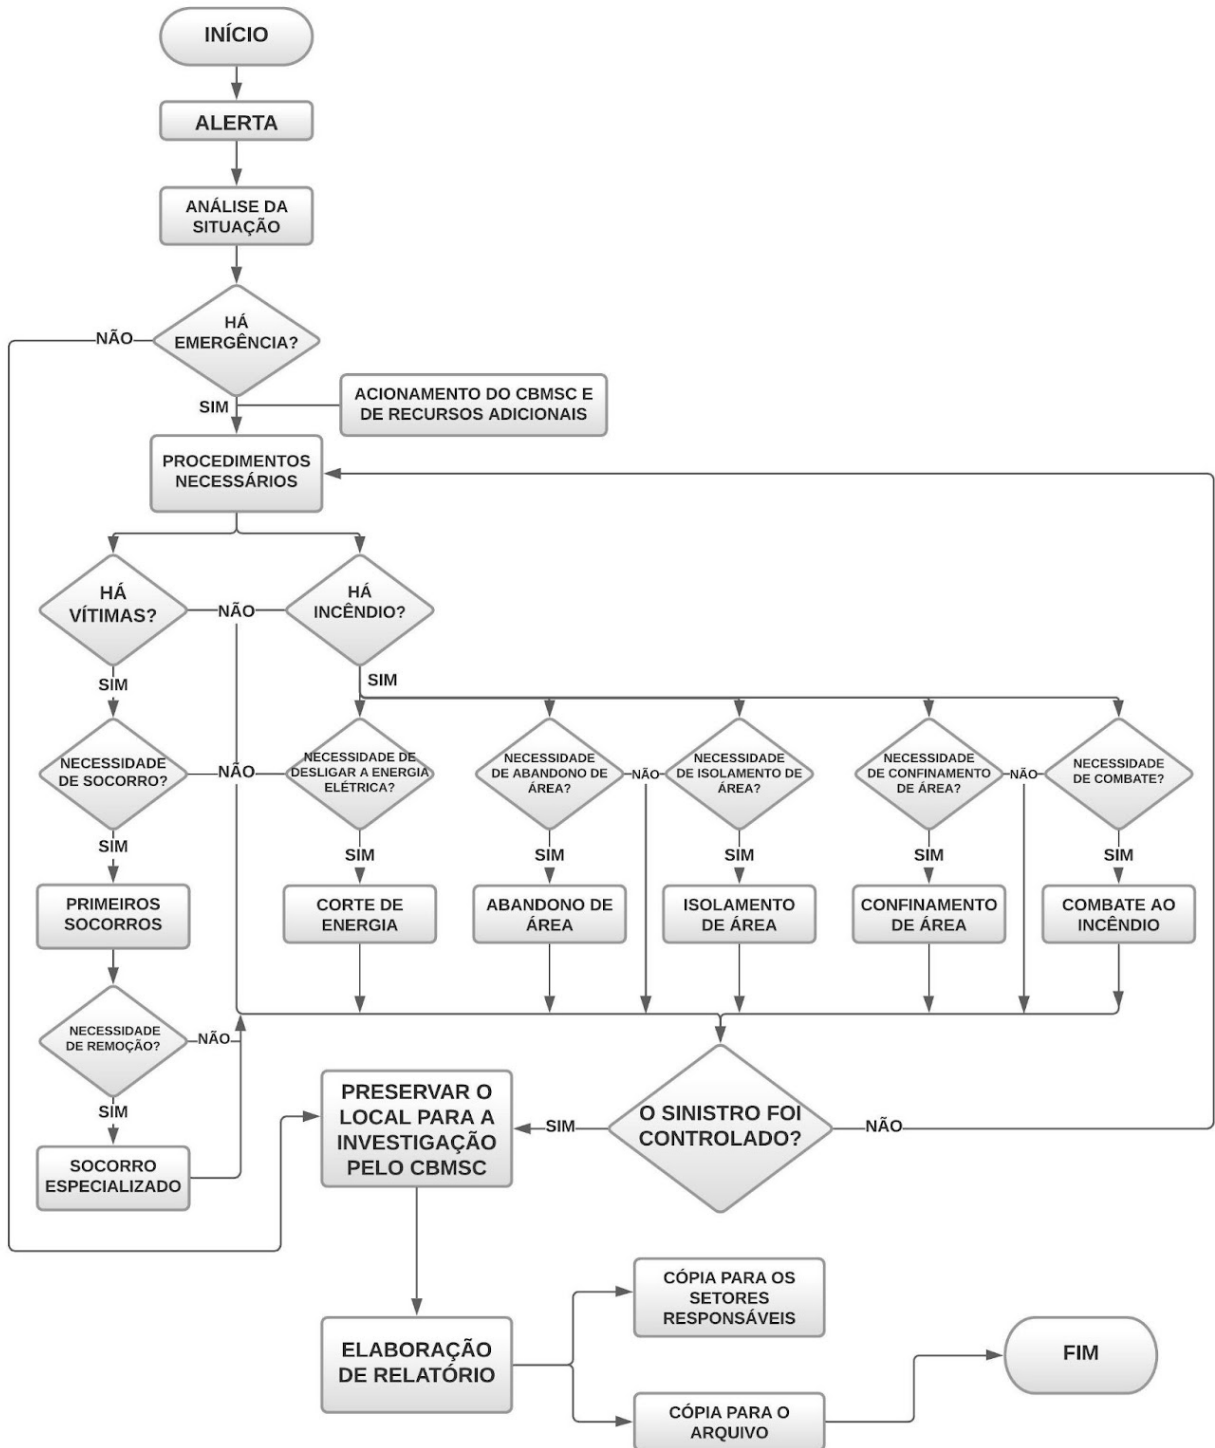 INÍCIO
ALERTA
ANÁLISE DA
SITUAÇÃO
HÁ
EMERGÊNCIA?
NÃO
SIM
ACIONAMENTO DO CBMSC E
DE RECURSOS ADICIONAIS
PROCEDIMENTOS
NECESSÁRIOS
HÁ
VÍTIMAS?
NÃO
HÁ
INCÊNDIO?
SIM
SIM
NECESSIDADE
DE SOCORRO?
NÃO
NECESSIDADE DE
DESLIGAR A ENERGIA
ELÉTRICA?
NECESSIDADE
DE ABANDONO DE
ÁREA?
NÃO
NECESSIDADE
DE ISOLAMENTO DE
ÁREA?
NECESSIDADE
DE CONFINAMENTO
DE ÁREA?
NÃO
NECESSIDADE
DE COMBATE?
SIM
SIM
SIM
SIM
SIM
SIM
PRIMEIROS
SOCORROS
CORTE DE
ENERGIA
ABANDONO DE
ÁREA
ISOLAMENTO
DE ÁREA
CONFINAMENTO
DE ÁREA
COMBATE AO
INCÊNDIO
NECESSIDADE
DE REMOÇÃO?
NÃO
SIM
SOCORRO
ESPECIALIZADO
PRESERVAR O
LOCAL PARA A
INVESTIGAÇÃO
PELO CBMSC
SIM
O SINISTRO FOI
CONTROLADO?
NÃO
ELABORAÇÃO
DE RELATÓRIO
CÓPIA PARA OS
SETORES
RESPONSÁVEIS
CÓPIA PARA O
ARQUIVO
FIM